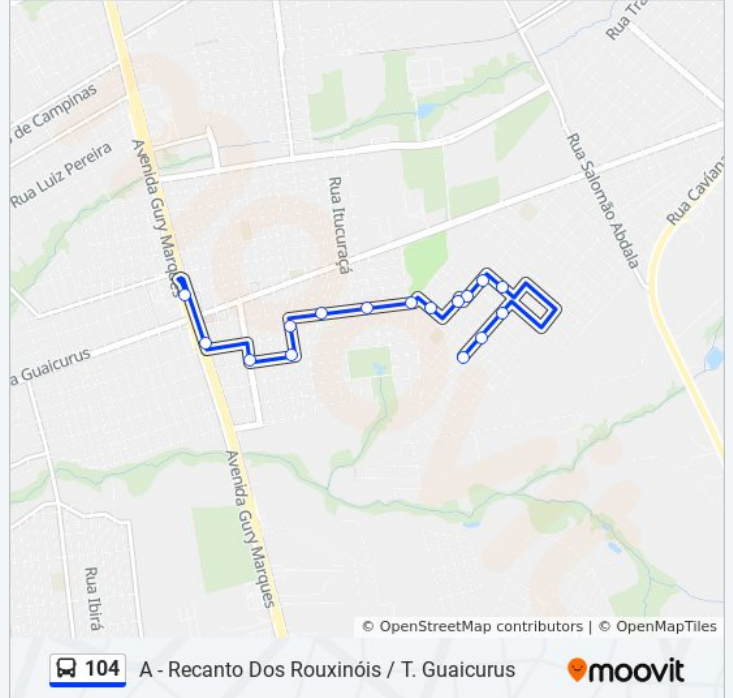 Rua Tra
o de Campinas
Rua Luiz Pereira
Avenida Gury Marques
Rua Itucuraçá
Rua Salomão Abdala
Rua Caviana
a Guaicurus
Avenida Gury Marques
Rua Ibirá
© OpenStreetMap contributors | © OpenMapTiles
104 A - Recanto Dos Rouxinóis / T. Guaicurus
moovit